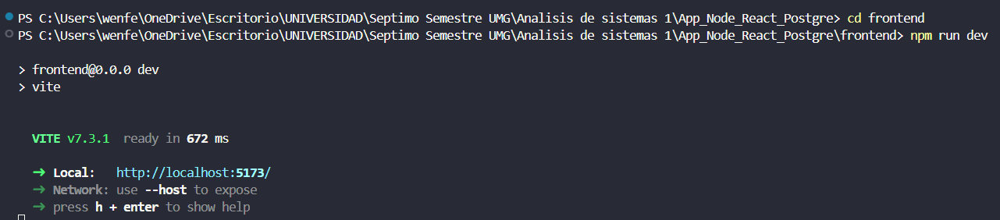 PS C:\Users\wenfe\OneDrive\Escritorio\UNIVERSIDAD\Septimo Semestre UMG\Analisis de sistemas 1\App_Node_React_Postgre> cd frontend
PS C:\Users\wenfe\OneDrive\Escritorio\UNIVERSIDAD\Septimo Semestre UMG\Analisis de sistemas 1\App_Node_React_Postgre\frontend> npm run dev
> frontend@0.0.0 dev
> vite
VITE v7.3.1  ready in 672 ms
➜ Local:   http://localhost:5173/
➜ Network: use --host to expose
➜ press h + enter to show help